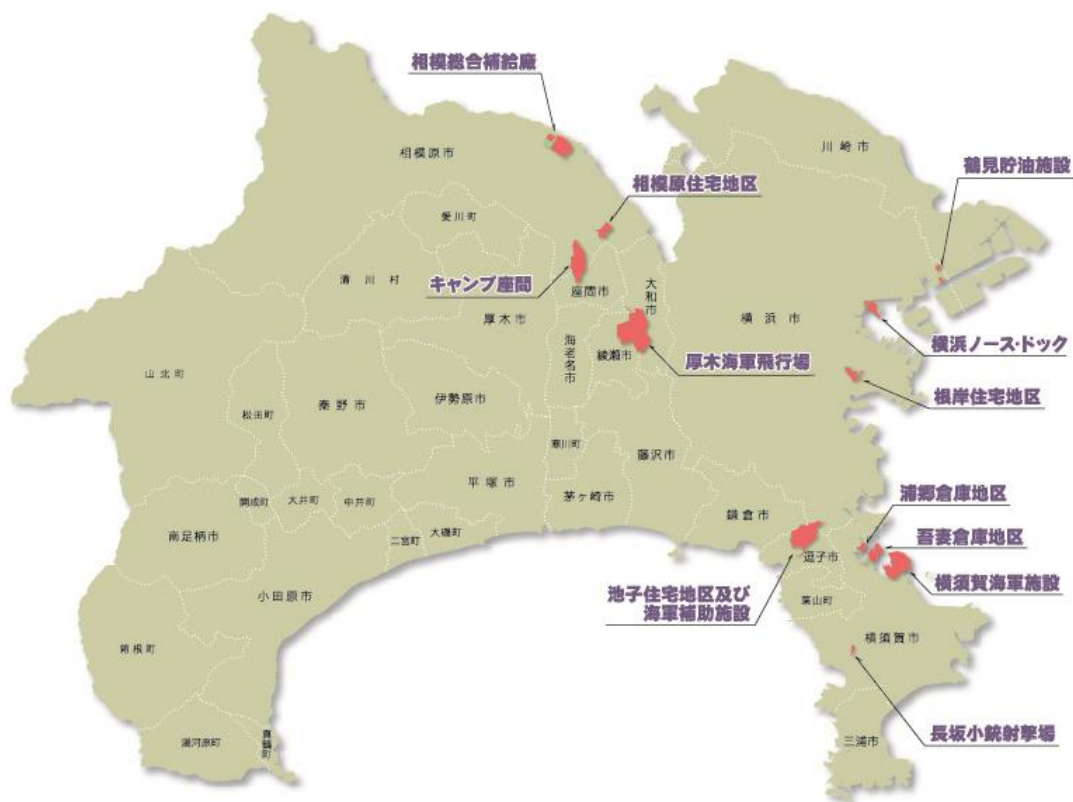 相模総合補給廠
川崎市
相模原市
鶴見貯油施設
相模原住宅地区
愛川町
清川村
キャンプ座間
座間市
大和市
厚木市
横浜市
海老名市
綾瀬市
横浜ノース・ドック
厚木海軍飛行場
山北町
根岸住宅地区
松田町
秦野市
伊勢原市
寒川町
藤沢市
平塚市
茅ヶ崎市
開成町
大井町
中井町
浦郷倉庫地区
鎌倉市
南足柄市
二宮町
大磯町
吾妻倉庫地区
逗子市
横須賀海軍施設
小田原市
池子住宅地区及び
海軍補助施設
葉山町
横須賀市
箱根町
長坂小銃射撃場
湯河原町
真鶴町
三浦市